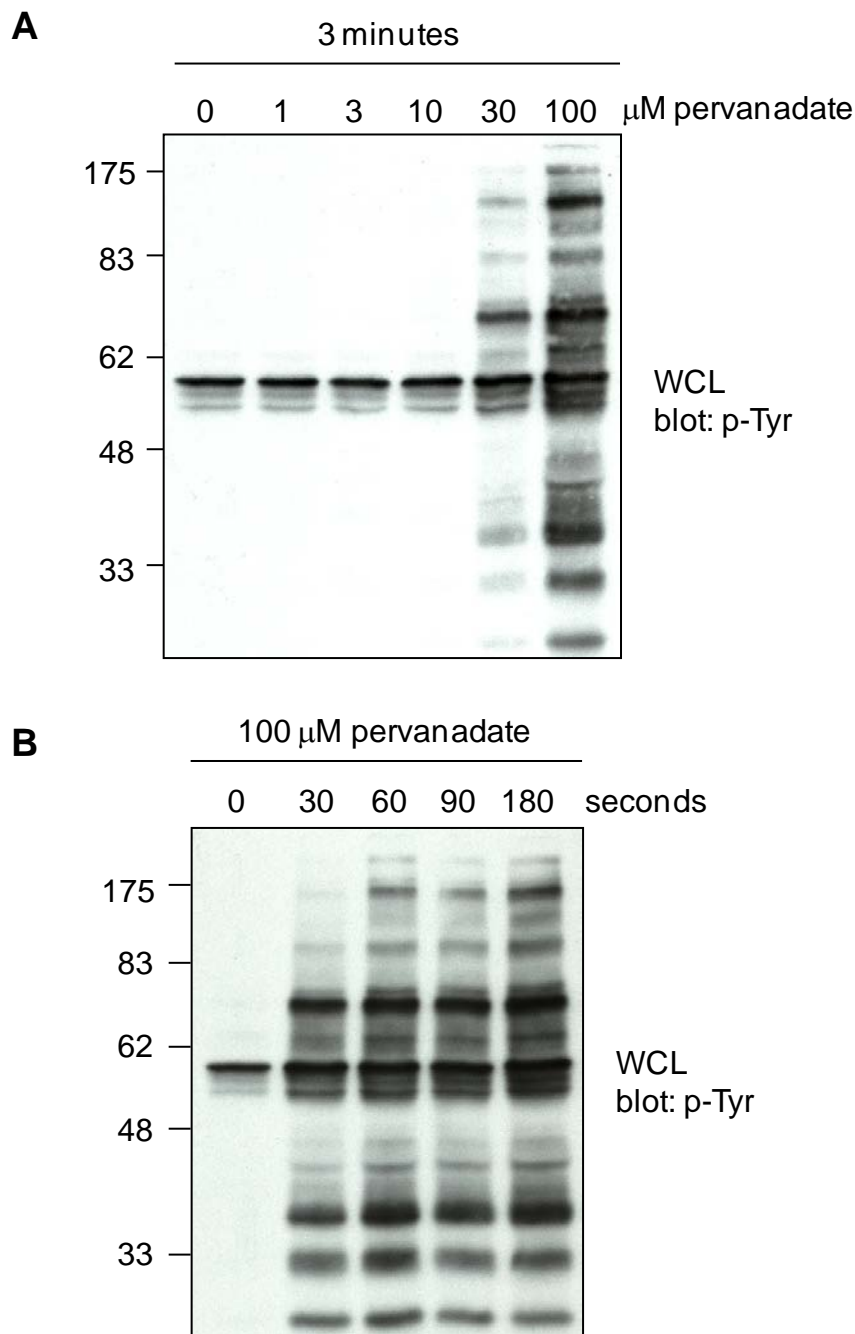 A
3 minutes
0 1 3 10 30 100 μM pervanadate
175
83
62
48
33
WCL
blot: p-Tyr
B
100 μM pervanadate
0 30 60 90 180 seconds
175
83
62
48
33
WCL
blot: p-Tyr